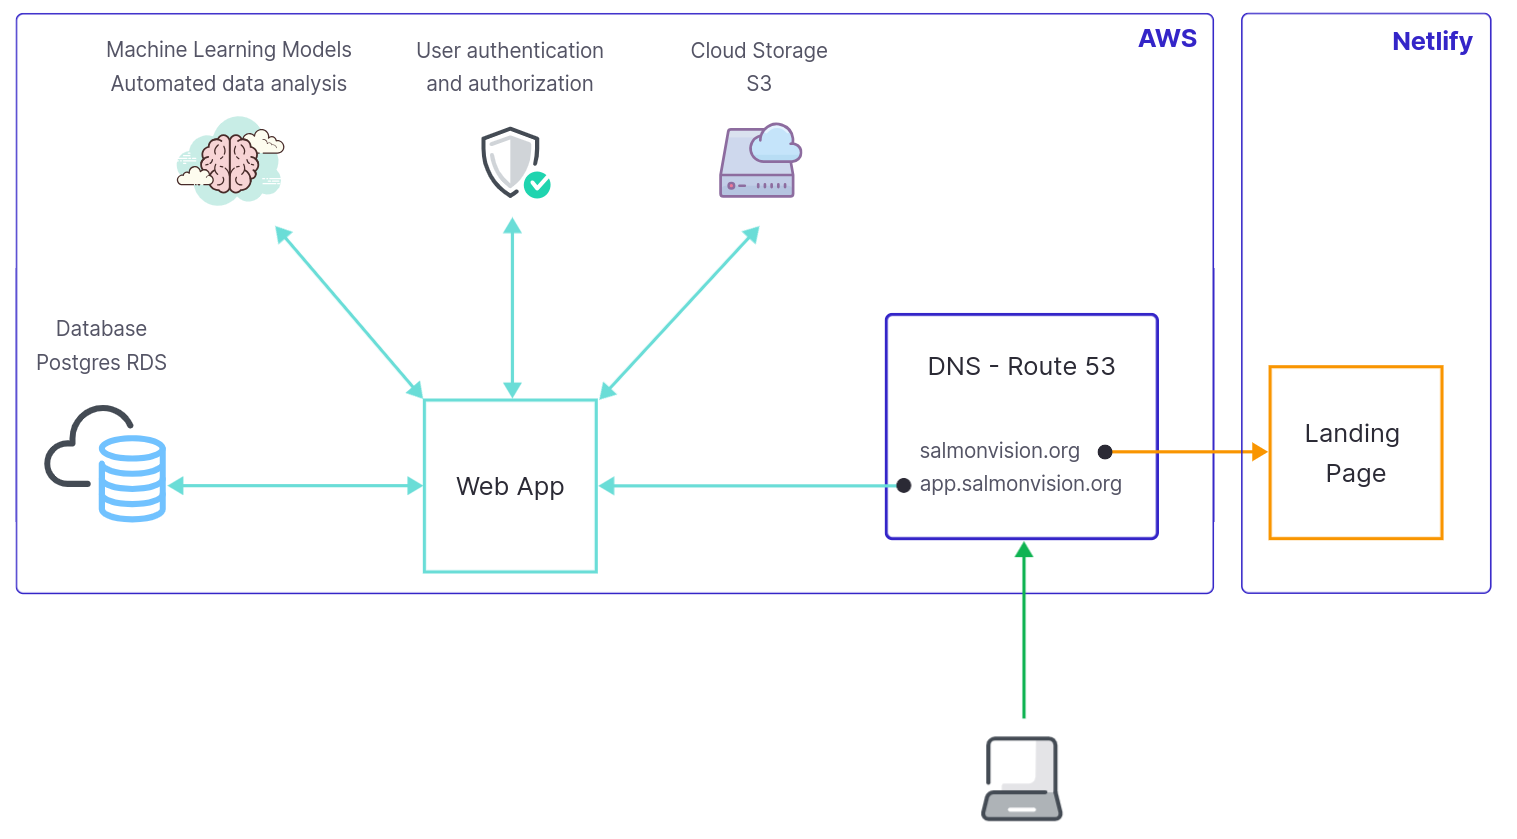 AWS
Netlify
Machine Learning Models
Automated data analysis
User authentication
and authorization
Cloud Storage
S3
Database
Postgres RDS
Web App
DNS - Route 53
salmonvision.org
app.salmonvision.org
Landing
Page